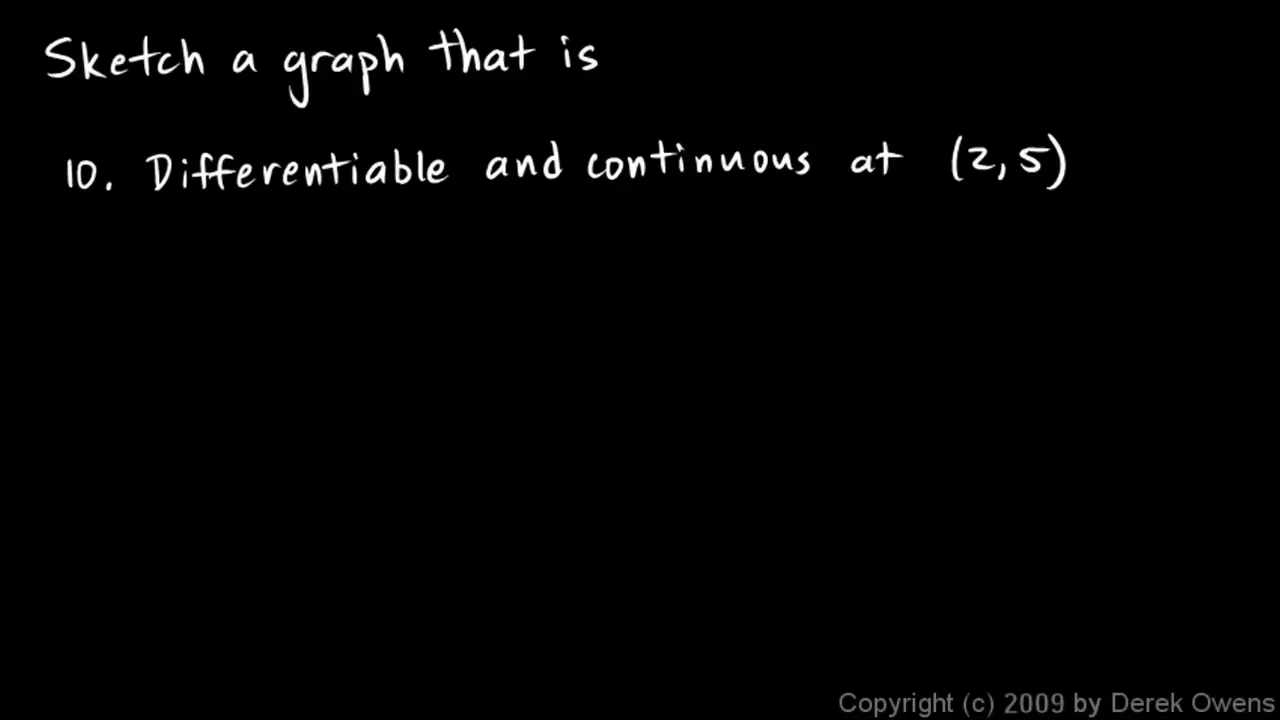 Sketch a graph that is
10. Differentiable and continuous at (2,5)
Copyright (c) 2009 by Derek Owens